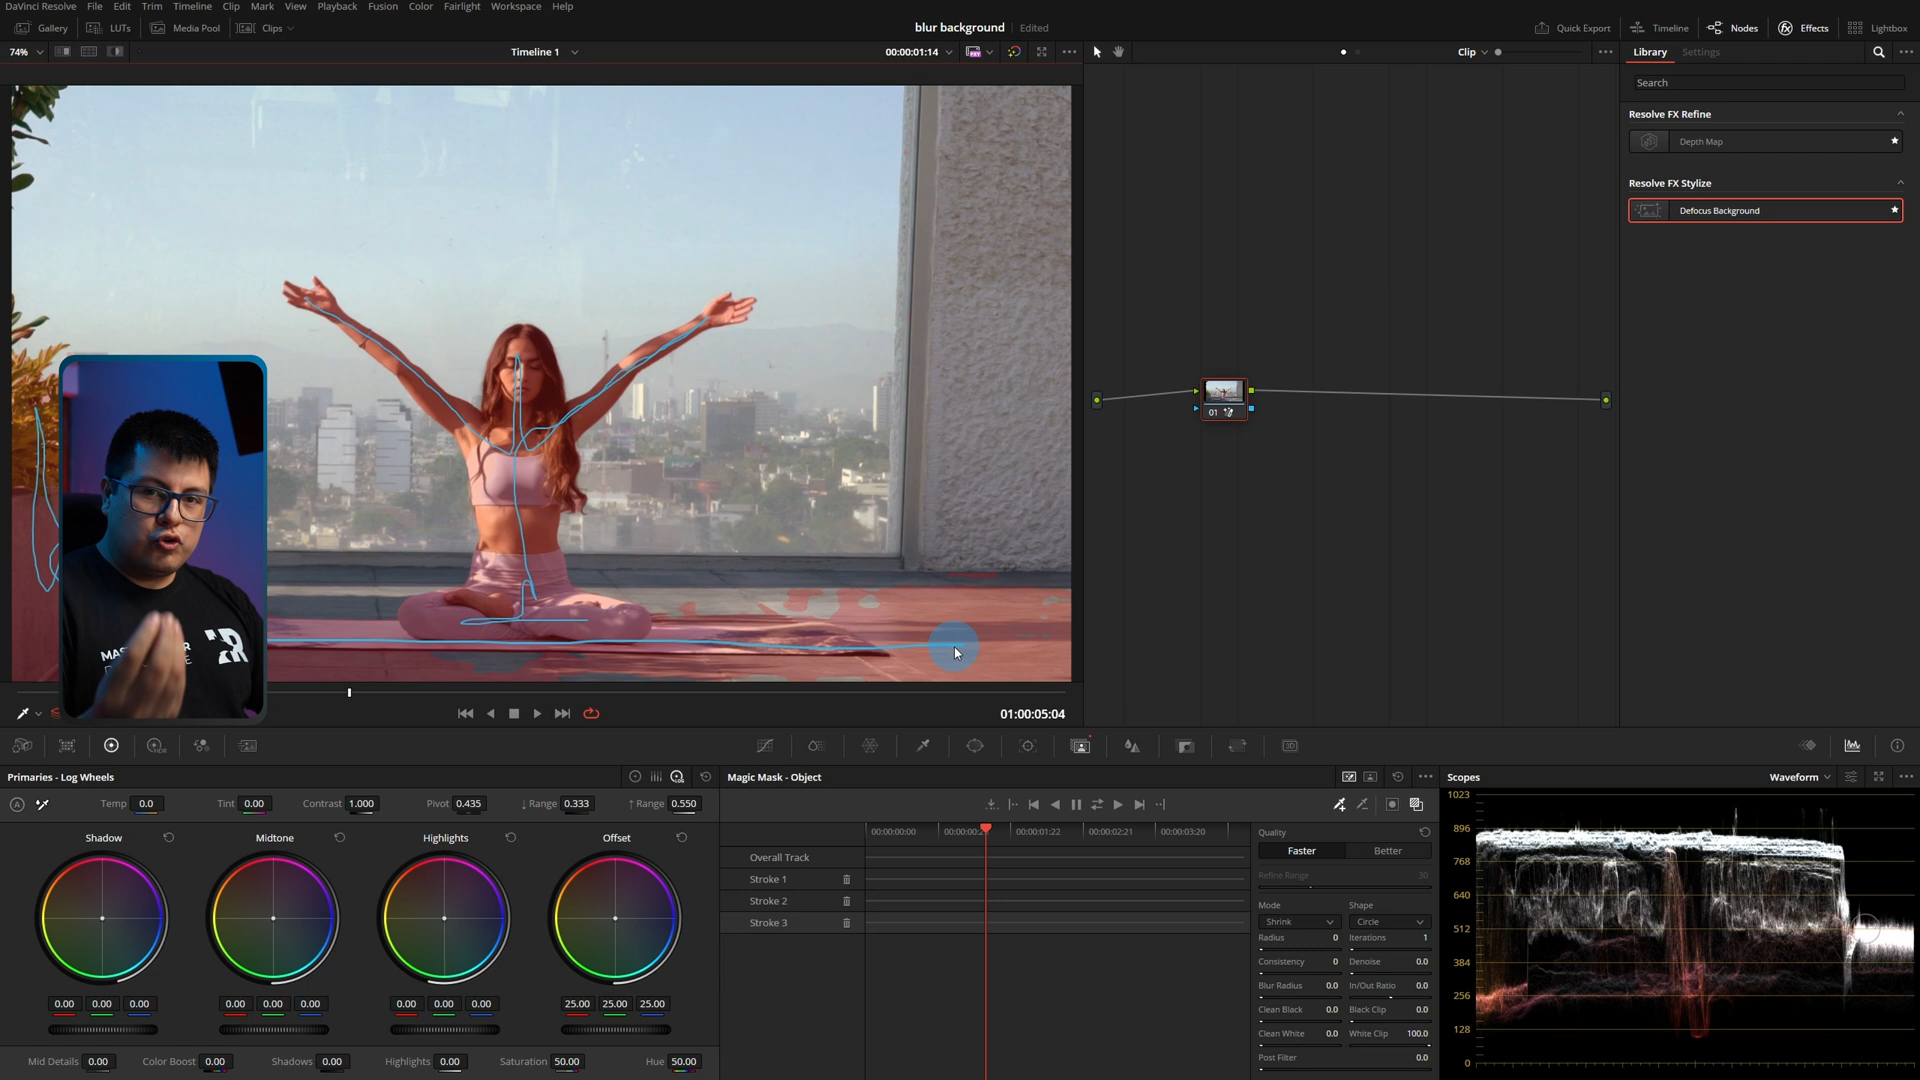 DaVinci Resolve File Edit Trim Timeline Clip Mark View Playback Fusion Color Fairlight Workspace Help
Gallery LUTs Media Pool Clips blur background Edited Quick Export Timeline Nodes Effects Lightbox
74% Timeline 1 00:00:01:14 Clip Library Settings
Search
Resolve FX Refine
Depth Map
Resolve FX Stylize
Defocus Background
01
01:00:05:04
Primaries - Log Wheels
Temp 0.0 Tint 0.00 Contrast 1.000 Pivot 0.435 ↓ Range 0.333 ↑ Range 0.550
Shadow Midtone Highlights Offset
0.00 0.00 0.00 0.00 0.00 0.00 0.00 0.00 0.00 25.00 25.00 25.00
Mid Details 0.00 Color Boost 0.00 Shadows 0.00 Highlights 0.00 Saturation 50.00 Hue 50.00
Magic Mask - Object
00:00:00:00 00:00:01:22 00:00:02:21 00:00:03:20
Overall Track
Stroke 1
Stroke 2
Stroke 3
Quality
Faster Better
Refine Range 30
Mode Shape
Shrink Circle
Radius 0 Iterations 1
Consistency 0 Denoise 0.0
Blur Radius 0.0 In/Out Ratio 0.0
Clean Black 0.0 Black Clip 0.0
Clean White 0.0 White Clip 100.0
Post Filter 0.0
Scopes Waveform
1023
896
768
640
512
384
256
128
0